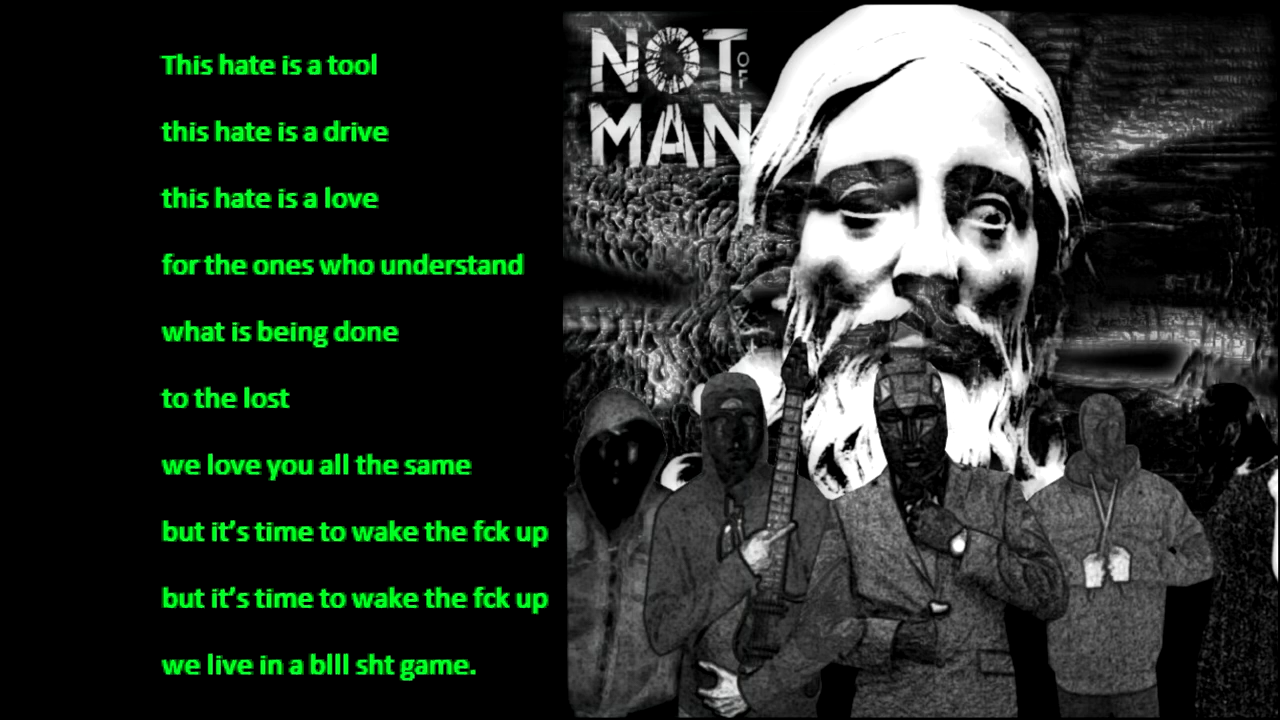 This hate is a tool
this hate is a drive
this hate is a love
for the ones who understand
what is being done
to the lost
we love you all the same
but it's time to wake the fck up
but it's time to wake the fck up
we live in a blll sht game.
NOT OF
MAN